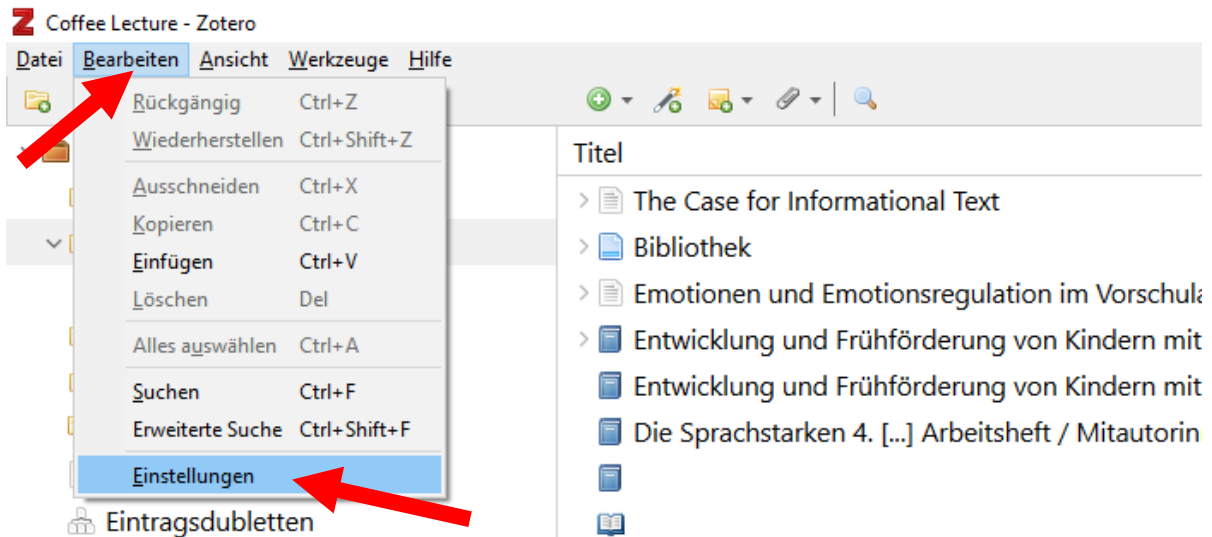 Coffee Lecture - Zotero
Datei Bearbeiten Ansicht Werkzeuge Hilfe
Rückgängig Ctrl+Z
Wiederherstellen Ctrl+Shift+Z
Ausschneiden Ctrl+X
Kopieren Ctrl+C
Einfügen Ctrl+V
Löschen Del
Alles auswählen Ctrl+A
Suchen Ctrl+F
Erweiterte Suche Ctrl+Shift+F
Einstellungen
Eintragsdubletten
Titel
The Case for Informational Text
Bibliothek
Emotionen und Emotionsregulation im Vorschula
Entwicklung und Frühförderung von Kindern mit
Entwicklung und Frühförderung von Kindern mit
Die Sprachstarken 4. [...] Arbeitsheft / Mitautorin